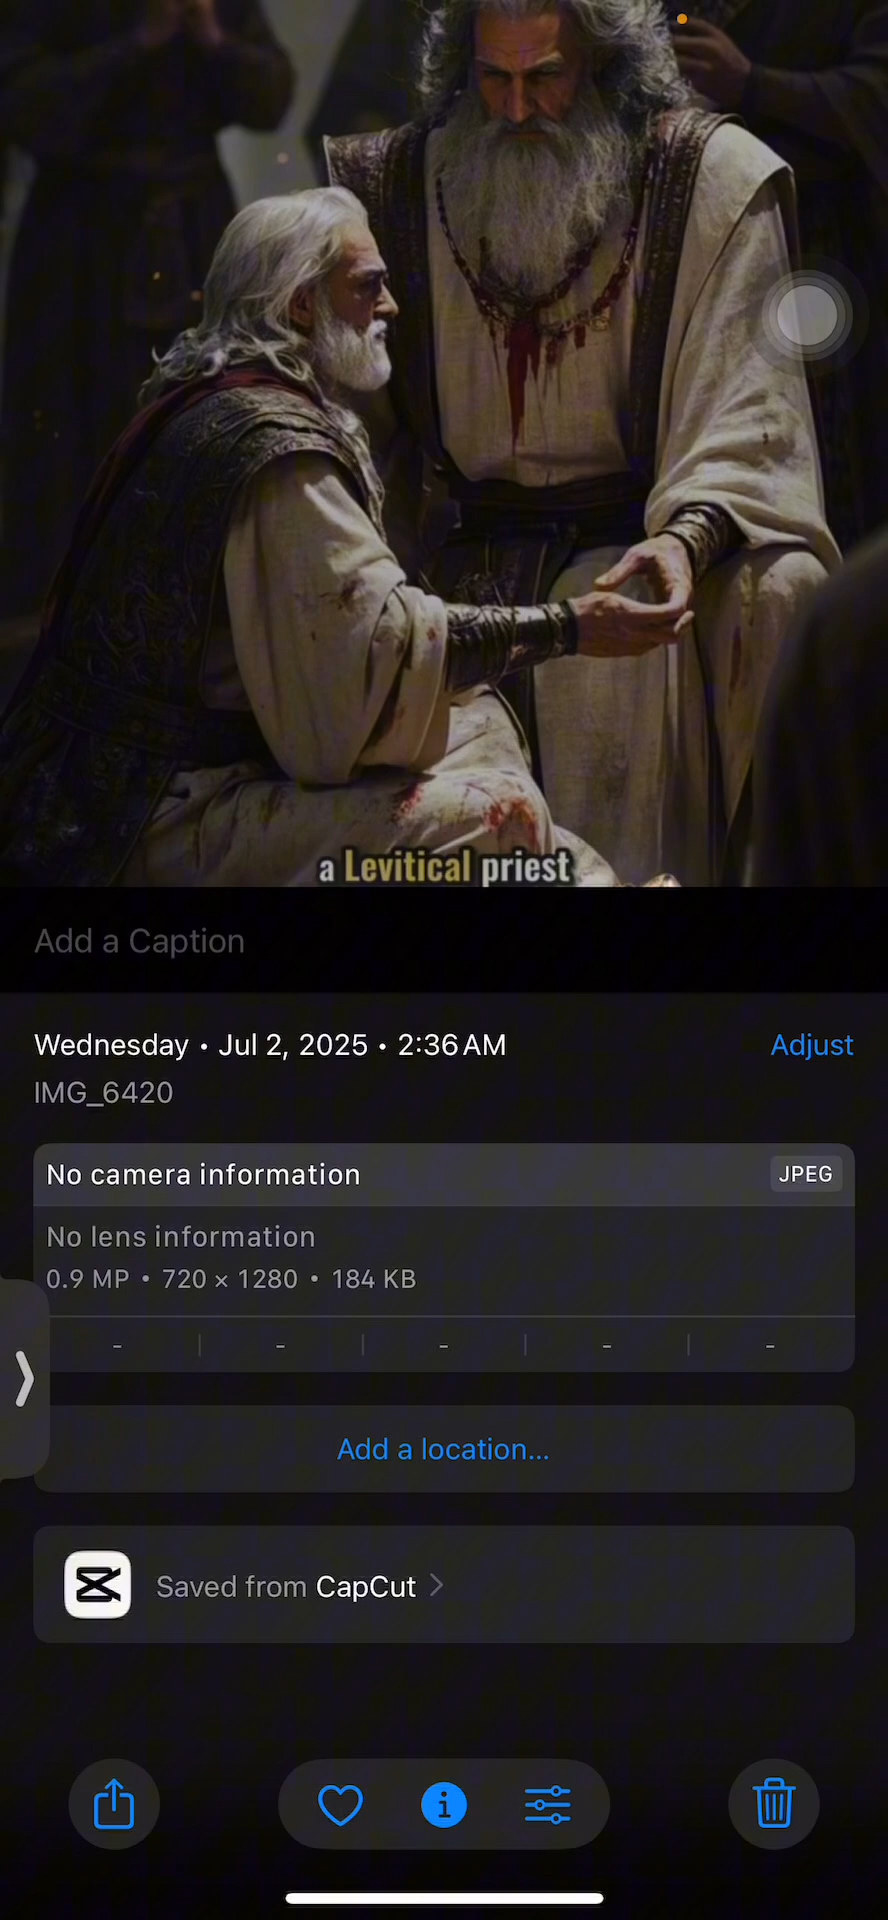 a Levitical priest
Add a Caption
Wednesday • Jul 2, 2025 • 2:36 AM
Adjust
IMG_6420
No camera information
JPEG
No lens information
0.9 MP • 720 × 1280 • 184 KB
- | - | - | - | -
Add a location...
Saved from CapCut